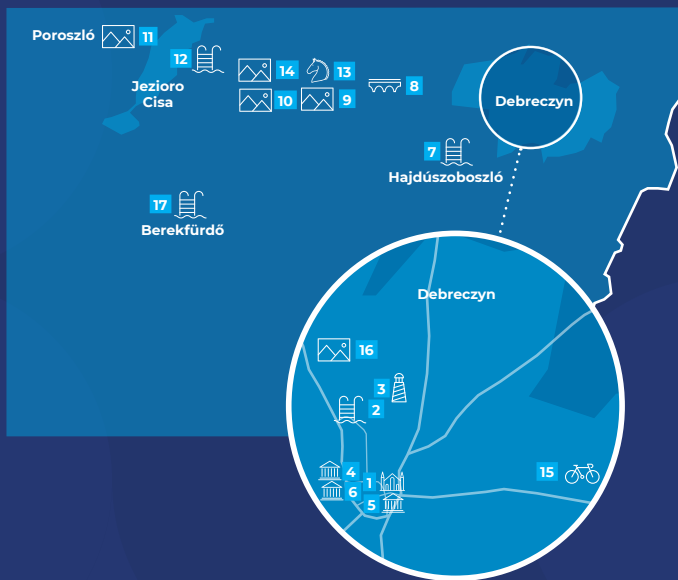 Poroszló 11
12
Jezioro
Cisa
14 13
10 9
8
Debreczyn
7
Hajdúszoboszló
17
Berekfürdő
Debreczyn
16
3
2
4 1
6
5
15